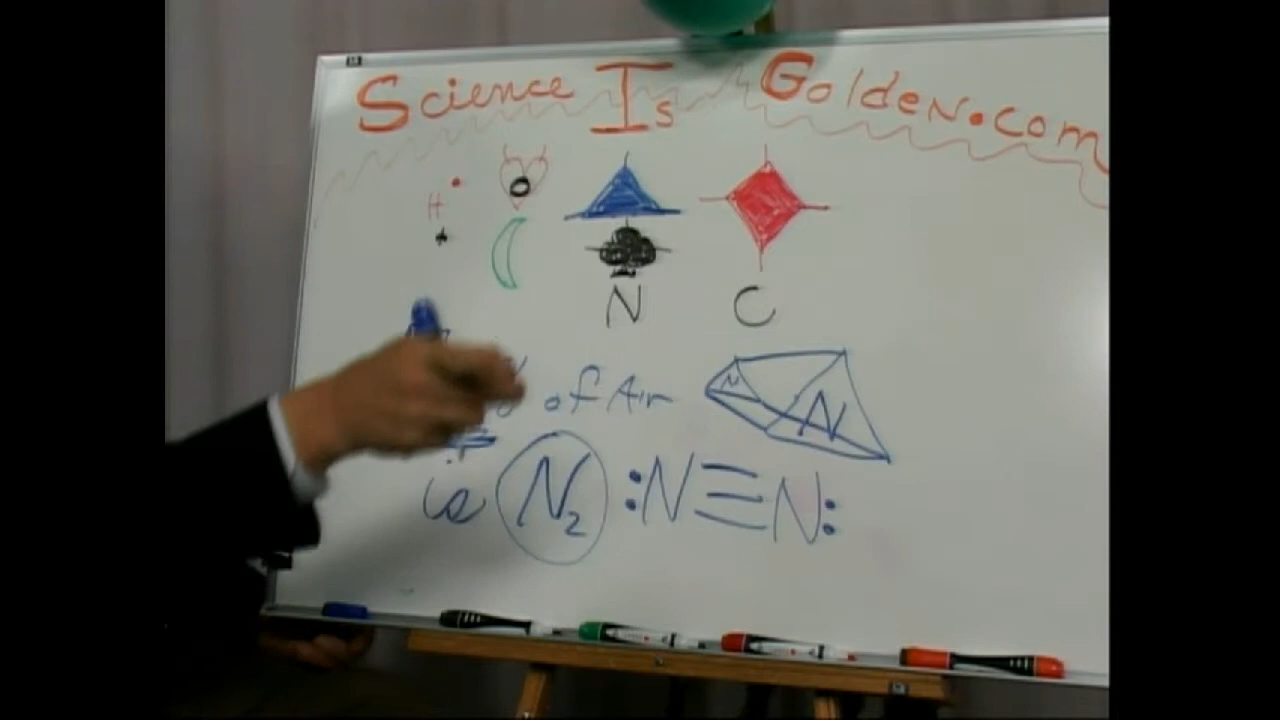 Science Is Golden.com
H O
N C
of Air N N
is N2 :N≡N: